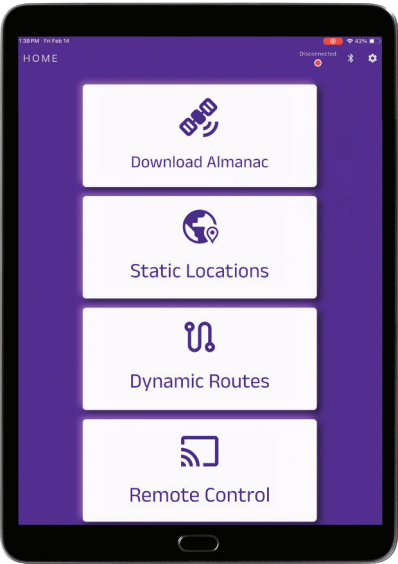 1:38 PM Fri Feb 14
43%
HOME
Disconnected
Download Almanac
Static Locations
Dynamic Routes
Remote Control